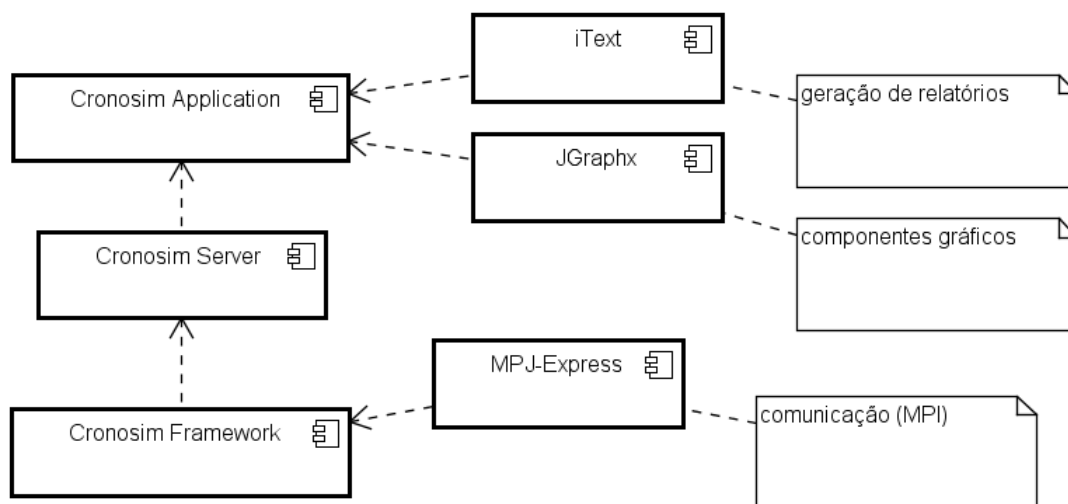 iText
Cronosim Application
geração de relatórios
JGraphx
componentes gráficos
Cronosim Server
MPJ-Express
comunicação (MPI)
Cronosim Framework